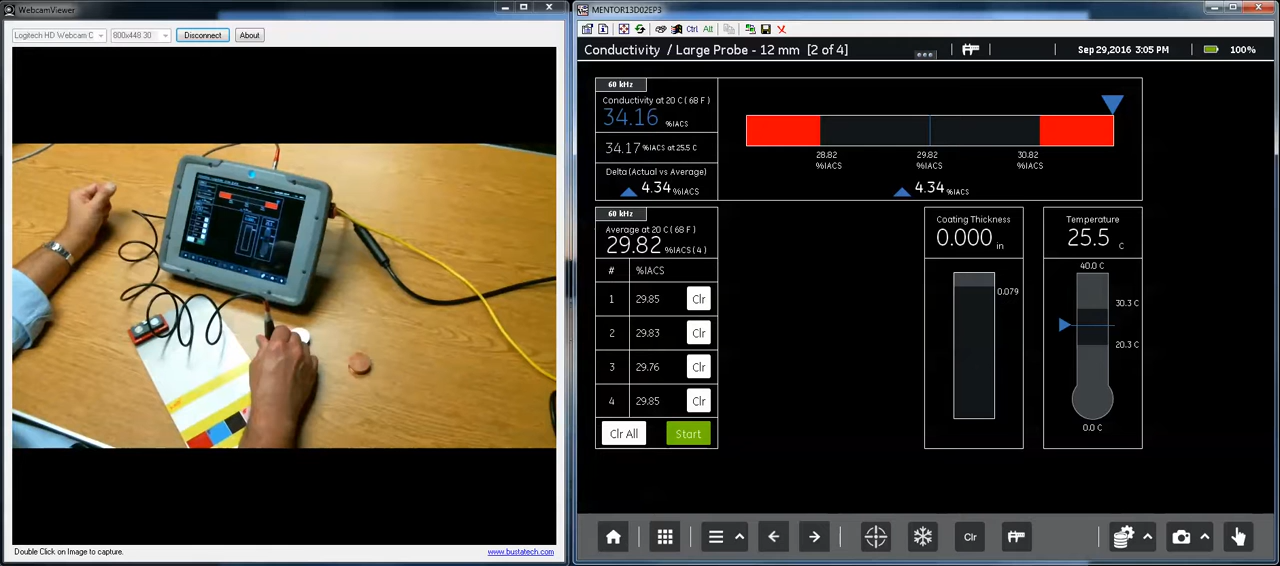 WebcamViewer
Logitech HD Webcam C
800x448 30
Disconnect
About
Double Click on Image to capture.
www.bustatech.com
MENTOR13D02EP3
Ctrl Alt
Conductivity / Large Probe - 12 mm [2 of 4]
Sep 29,2016 3:05 PM
100%
60 kHz
Conductivity at 20 C ( 68 F )
34.16 %IACS
34.17 %IACS at 25.5 C
Delta (Actual vs Average)
4.34 %IACS
28.82
%IACS
29.82
%IACS
30.82
%IACS
4.34 %IACS
60 kHz
Average at 20 C ( 68 F )
29.82 %IACS ( 4 )
# %IACS
1 29.85 Clr
2 29.83 Clr
3 29.76 Clr
4 29.85 Clr
Clr All Start
Coating Thickness
0.000 in
0.079
Temperature
25.5 C
40.0 C
30.3 C
20.3 C
0.0 C
Clr